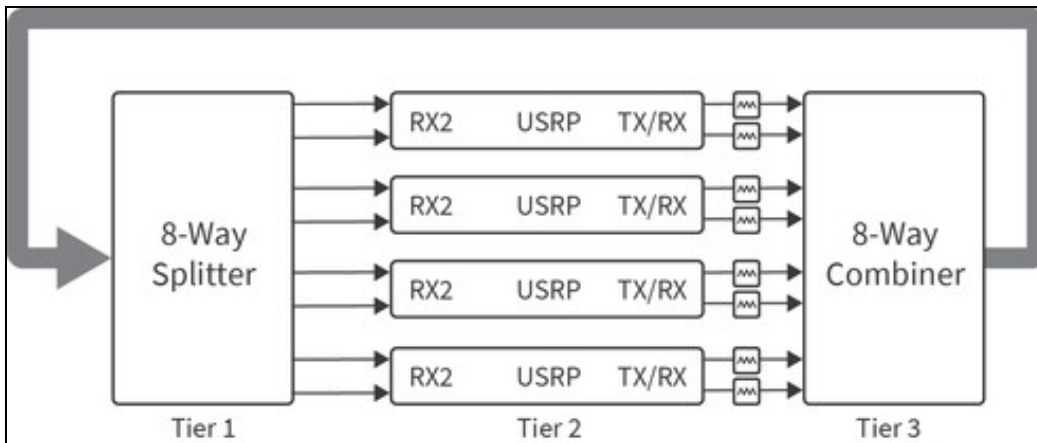 8-Way
Splitter
RX2 USRP TX/RX
RX2 USRP TX/RX
RX2 USRP TX/RX
RX2 USRP TX/RX
8-Way
Combiner
Tier 1 Tier 2 Tier 3